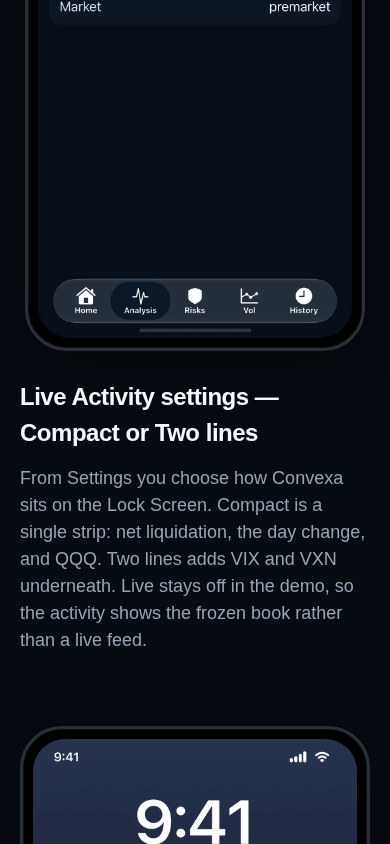 Market premarket
Home Analysis Risks Vol History
Live Activity settings —
Compact or Two lines
From Settings you choose how Convexa
sits on the Lock Screen. Compact is a
single strip: net liquidation, the day change,
and QQQ. Two lines adds VIX and VXN
underneath. Live stays off in the demo, so
the activity shows the frozen book rather
than a live feed.
9:41
9:41